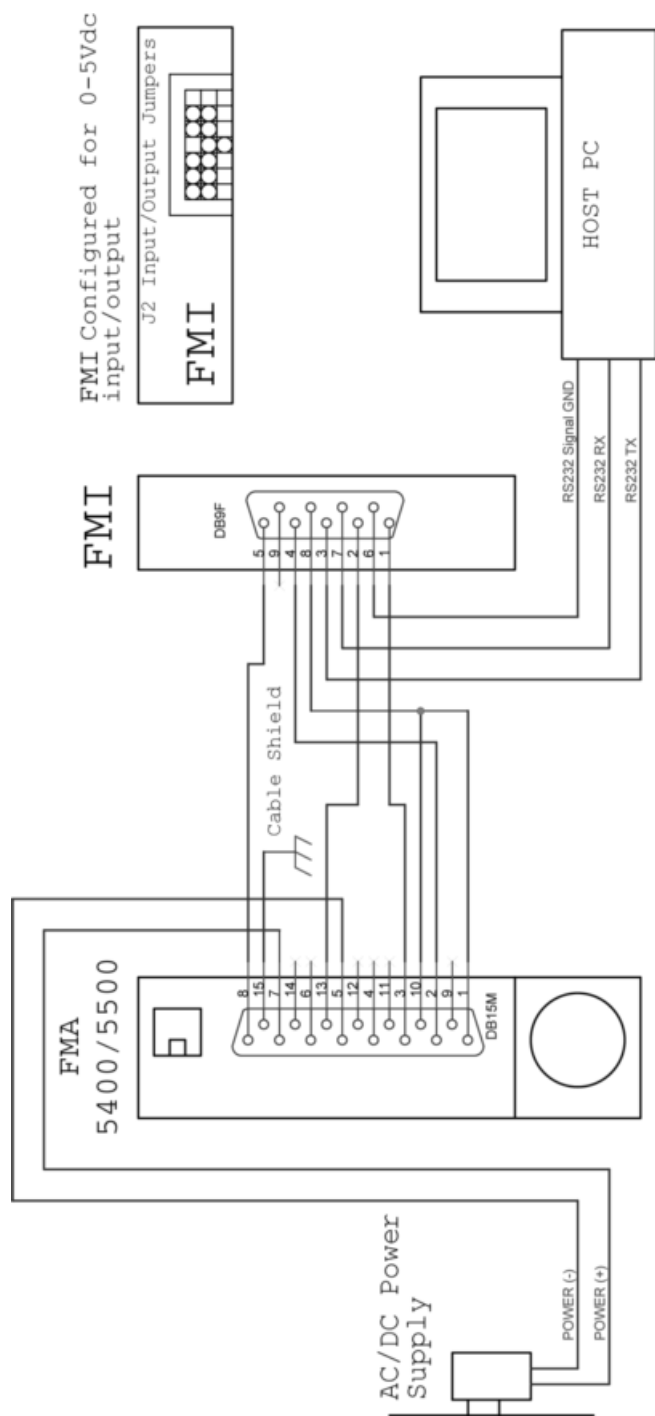 FMI Configured for 0-5Vdc
input/output
J2 Input/Output Jumpers
FMI
HOST PC
RS232 Signal GND
RS232 RX
RS232 TX
FMI
DB9F
5
9
4
8
3
7
2
6
1
Cable Shield
FMA
5400/5500
8
15
7
14
6
13
5
12
4
11
3
10
2
9
1
DB15M
AC/DC Power
Supply
POWER (-)
POWER (+)